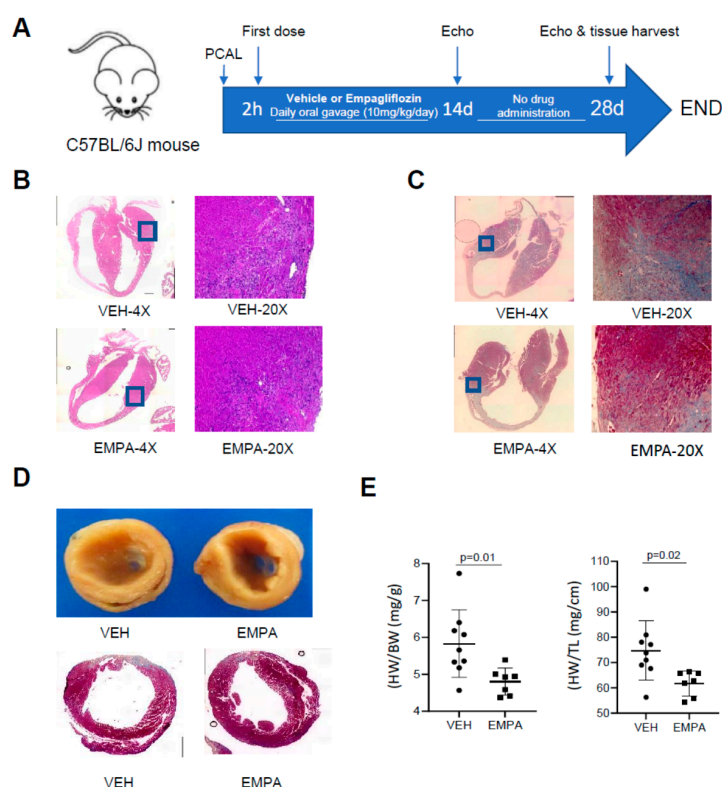 A
First dose
Echo
Echo & tissue harvest
PCAL
2h
Vehicle or Empagliflozin
Daily oral gavage (10mg/kg/day)
14d
No drug
administration
28d
END
C57BL/6J mouse
B
VEH-4X
VEH-20X
EMPA-4X
EMPA-20X
C
VEH-4X
VEH-20X
EMPA-4X
EMPA-20X
D
VEH
EMPA
VEH
EMPA
E
p=0.01
(HW/BW (mg/g)
8
7
6
5
4
VEH
EMPA
p=0.02
(HW/TL (mg/cm)
110
100
90
80
70
60
50
VEH
EMPA